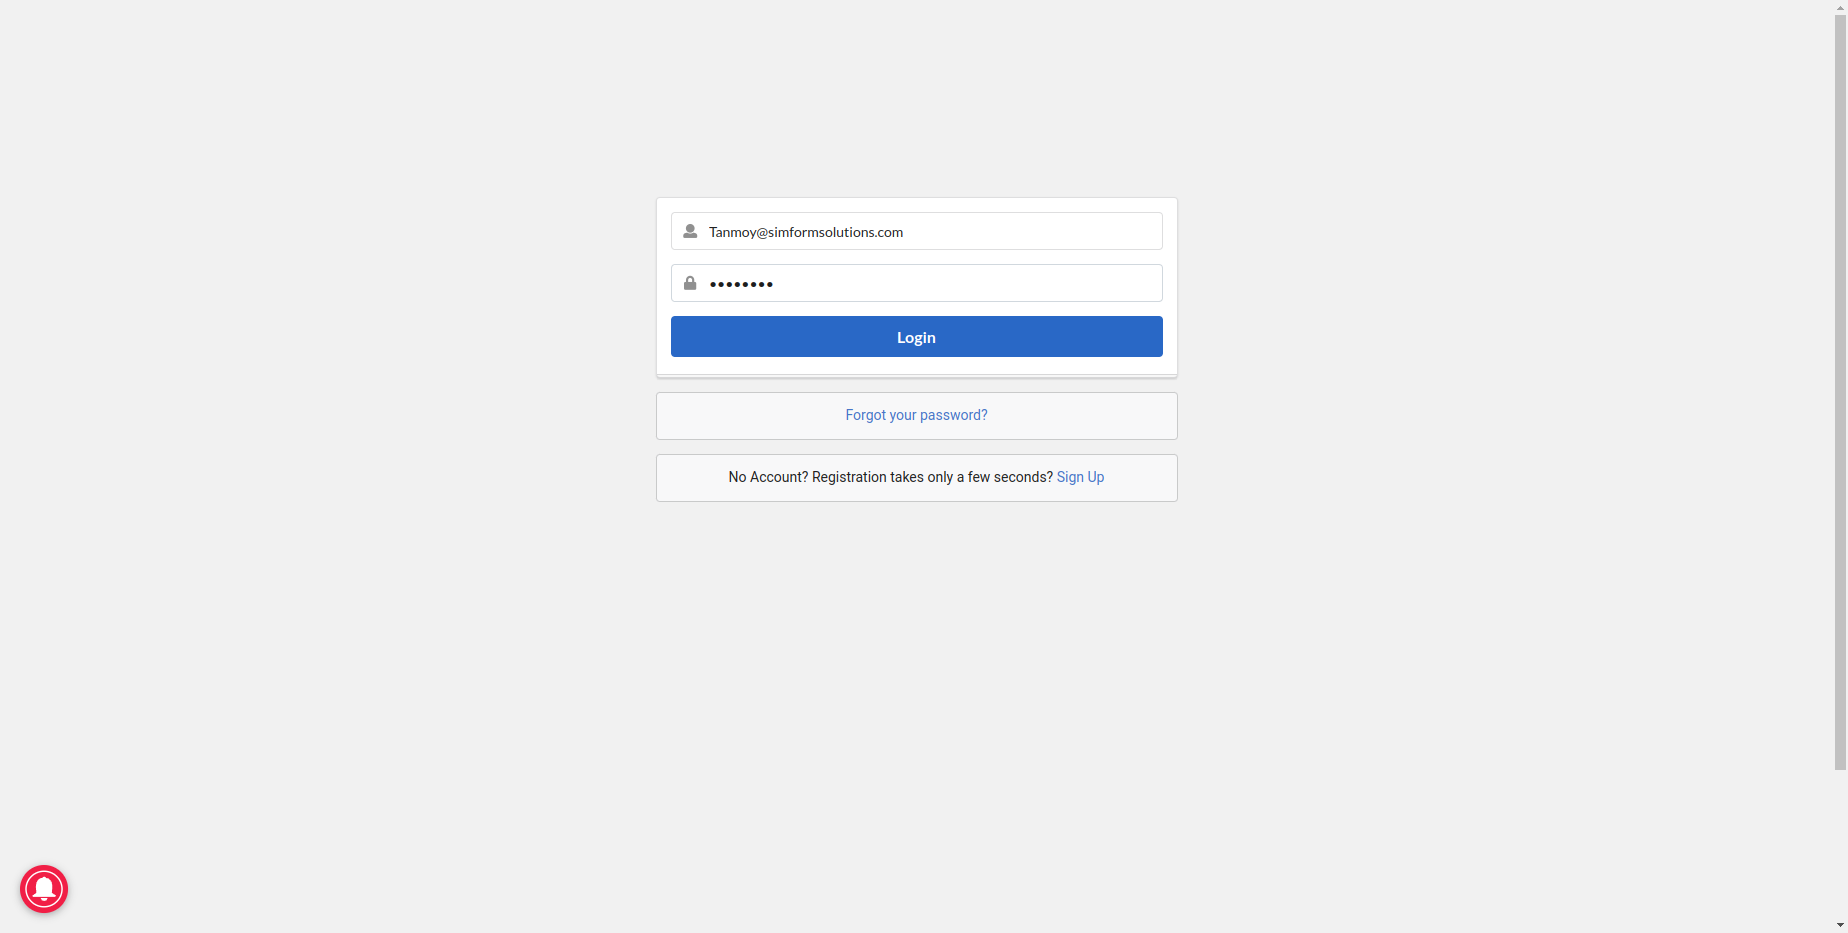 Tanmoy@simformsolutions.com
••••••••
Login
Forgot your password?
No Account? Registration takes only a few seconds? Sign Up